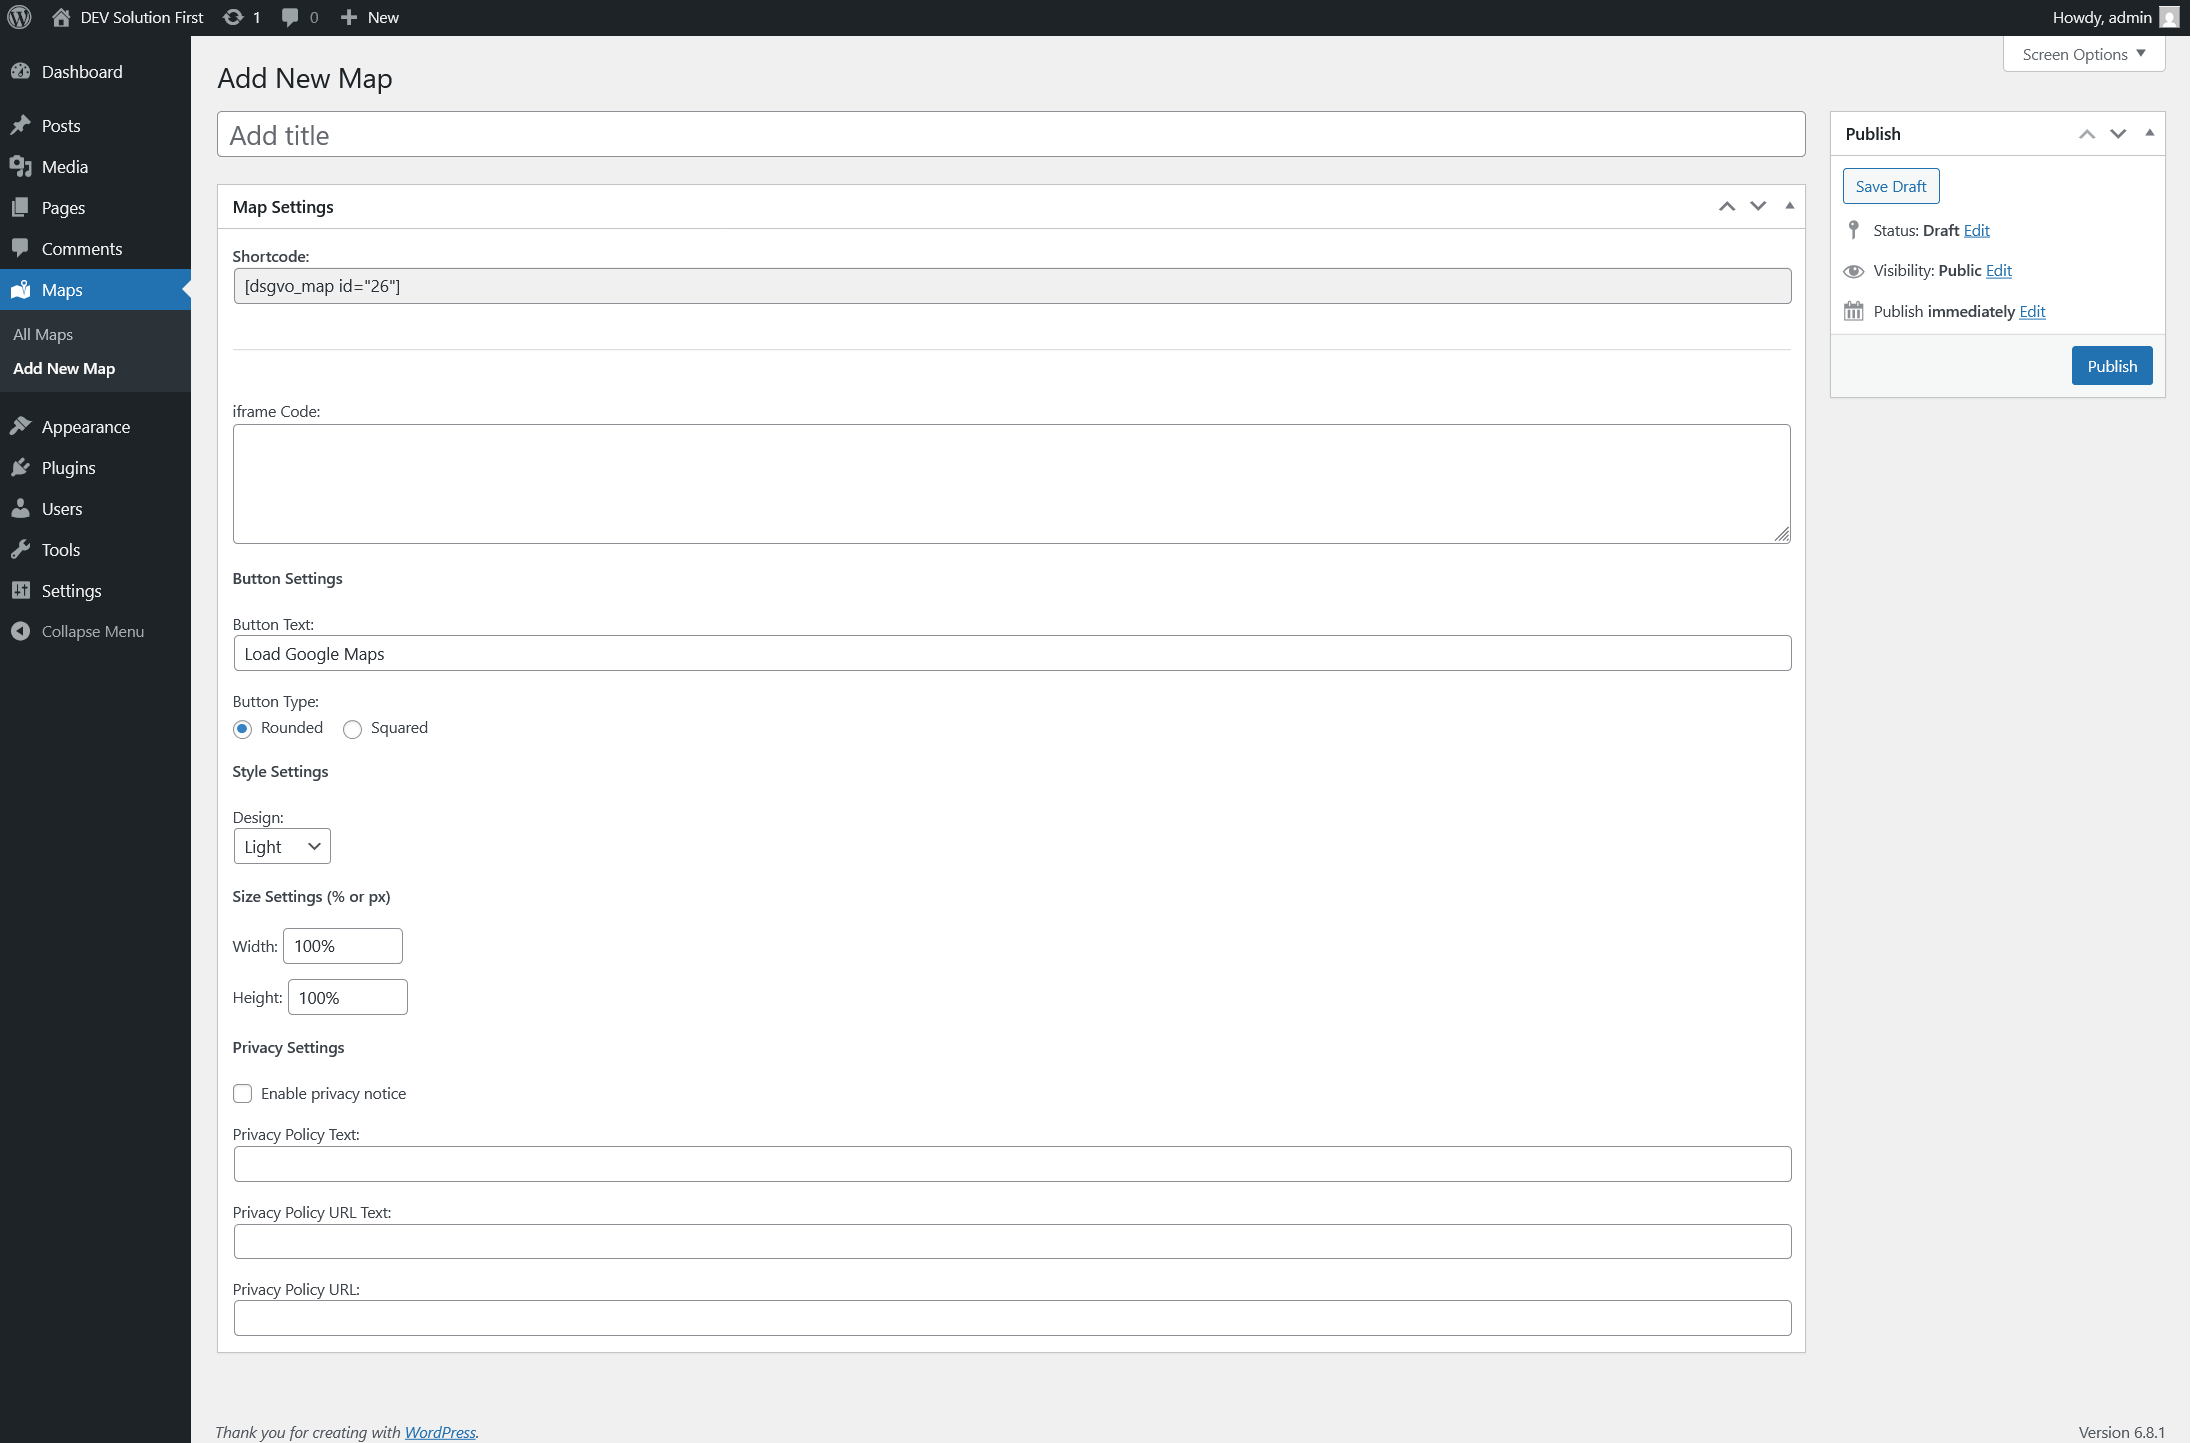 DEV Solution First 1 0 New Howdy, admin
Screen Options
Dashboard
Posts
Media
Pages
Comments
Maps
All Maps
Add New Map
Appearance
Plugins
Users
Tools
Settings
Collapse Menu
Add New Map
Add title
Map Settings
Shortcode:
[dsgvo_map id="26"]
iframe Code:
Button Settings
Button Text:
Load Google Maps
Button Type:
Rounded Squared
Style Settings
Design:
Light
Size Settings (% or px)
Width: 100%
Height: 100%
Privacy Settings
Enable privacy notice
Privacy Policy Text:
Privacy Policy URL Text:
Privacy Policy URL:
Publish
Save Draft
Status: Draft Edit
Visibility: Public Edit
Publish immediately Edit
Publish
Thank you for creating with WordPress.
Version 6.8.1